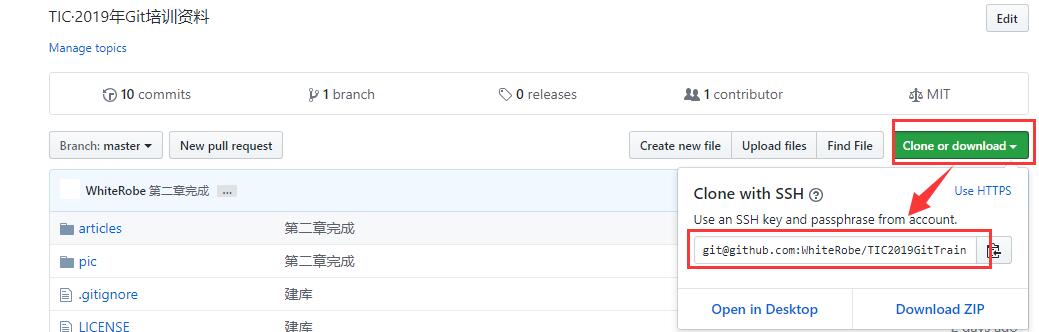 TIC·2019年Git培训资料
Edit
Manage topics
10 commits
1 branch
0 releases
1 contributor
MIT
Branch: master
New pull request
Create new file
Upload files
Find File
Clone or download
WhiteRobe 第二章完成 ...
articles
第二章完成
pic
第二章完成
.gitignore
建库
LICENSE
建库
Clone with SSH
Use HTTPS
Use an SSH key and passphrase from account.
git@github.com:WhiteRobe/TIC2019GitTrain
Open in Desktop
Download ZIP